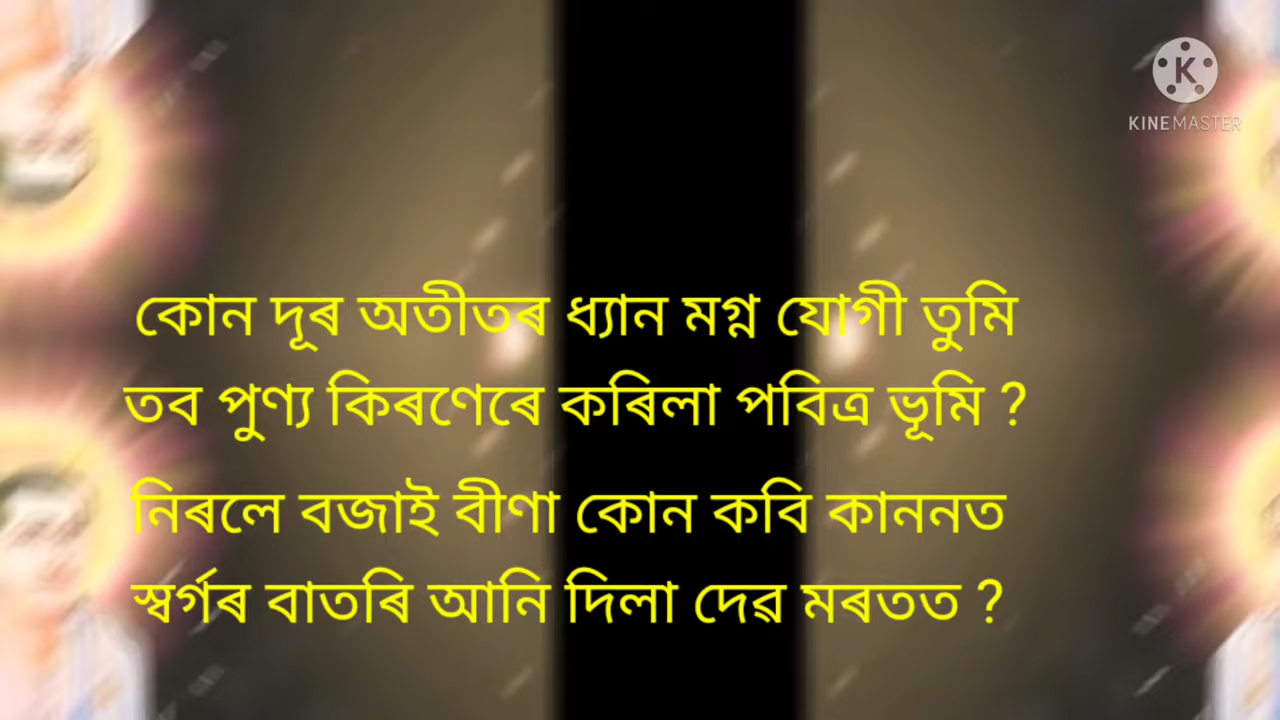 KINEMASTER
কোন দূৰ অতীতৰ ধ্যান মগ্ন যোগী তুমি
তব পুণ্য কিৰণেৰে কৰিলা পবিত্ৰ ভূমি ?
নিৰলে বজাই বীণা কোন কবি কাননত
স্বৰ্গৰ বাতৰি আনি দিলা দেৱ মৰতত ?